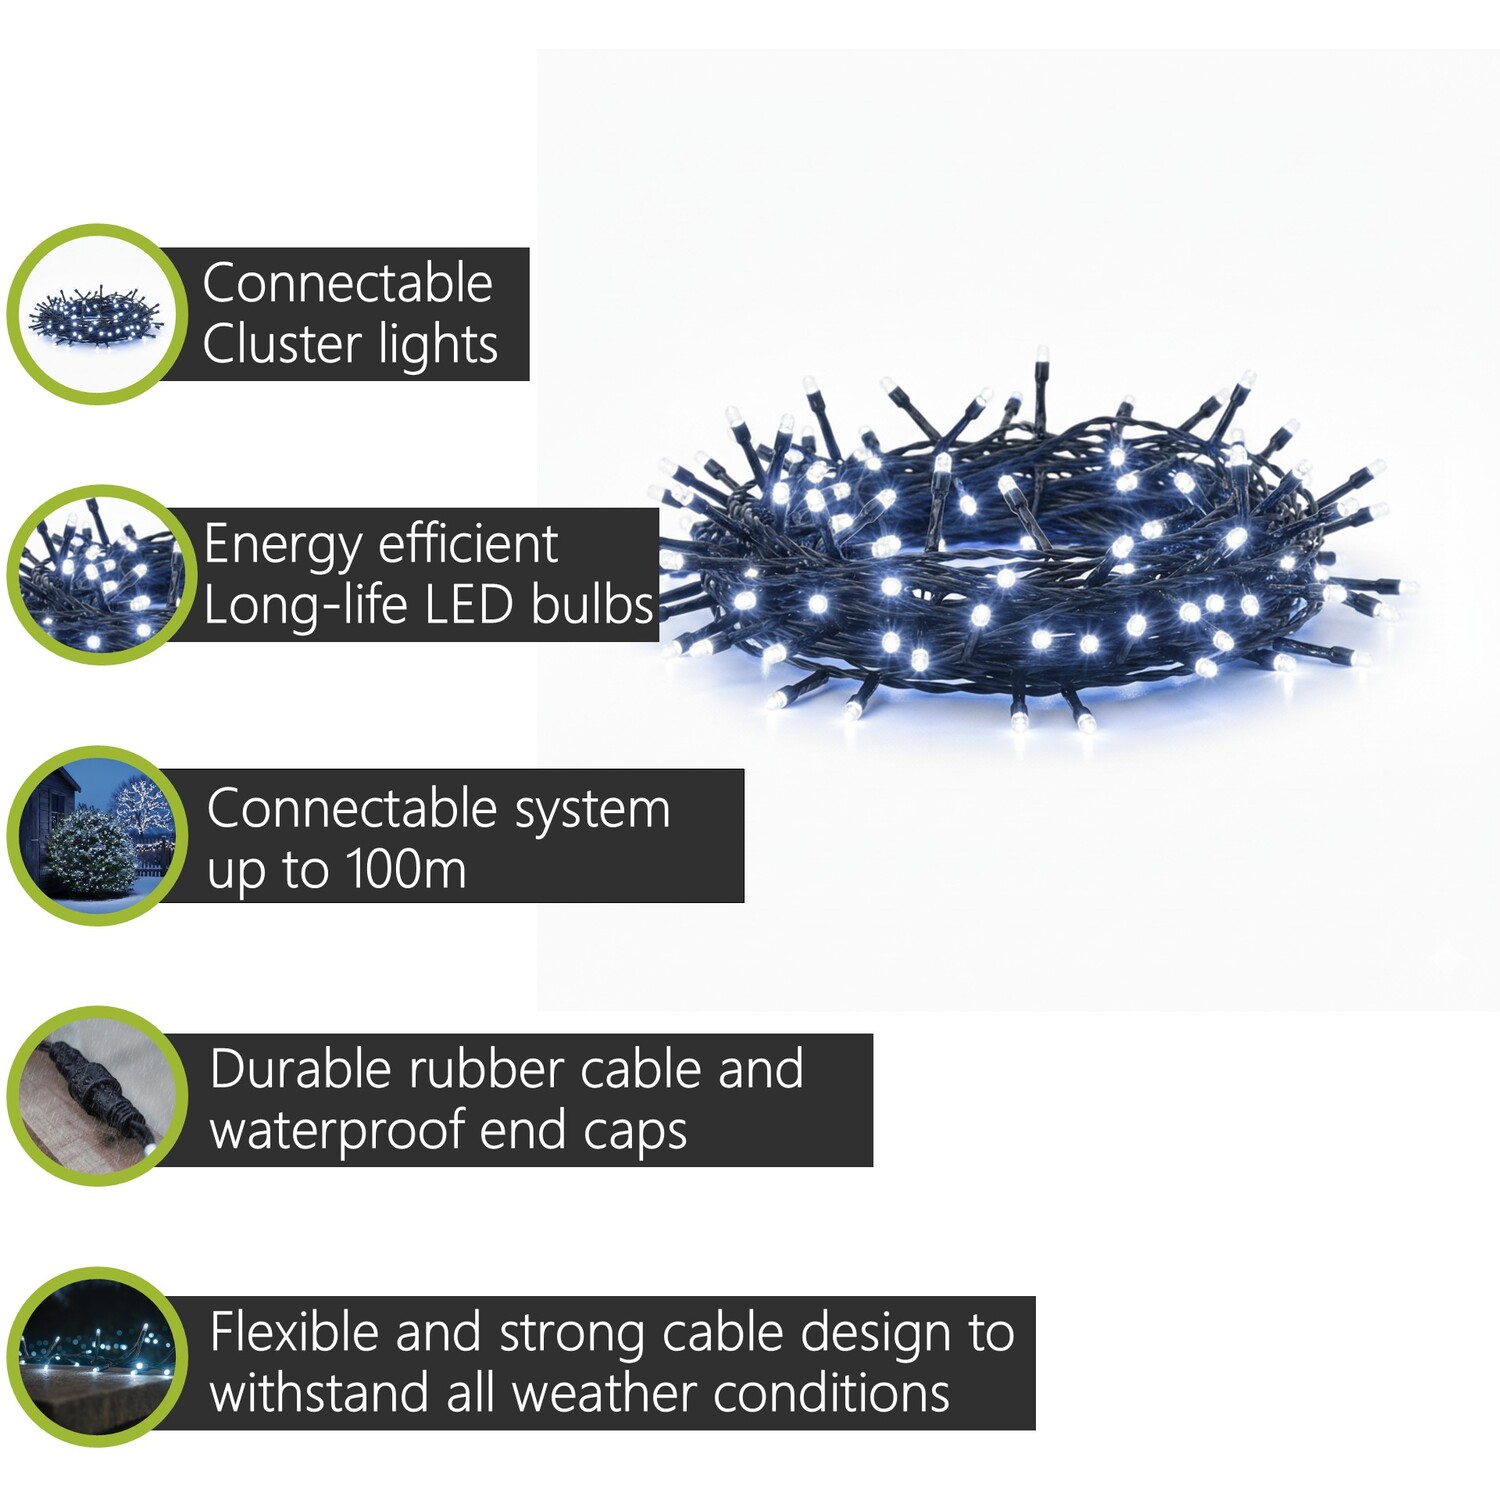 Connectable
Cluster lights
Energy efficient
Long-life LED bulbs
Connectable system
up to 100m
Durable rubber cable and
waterproof end caps
Flexible and strong cable design to
withstand all weather conditions